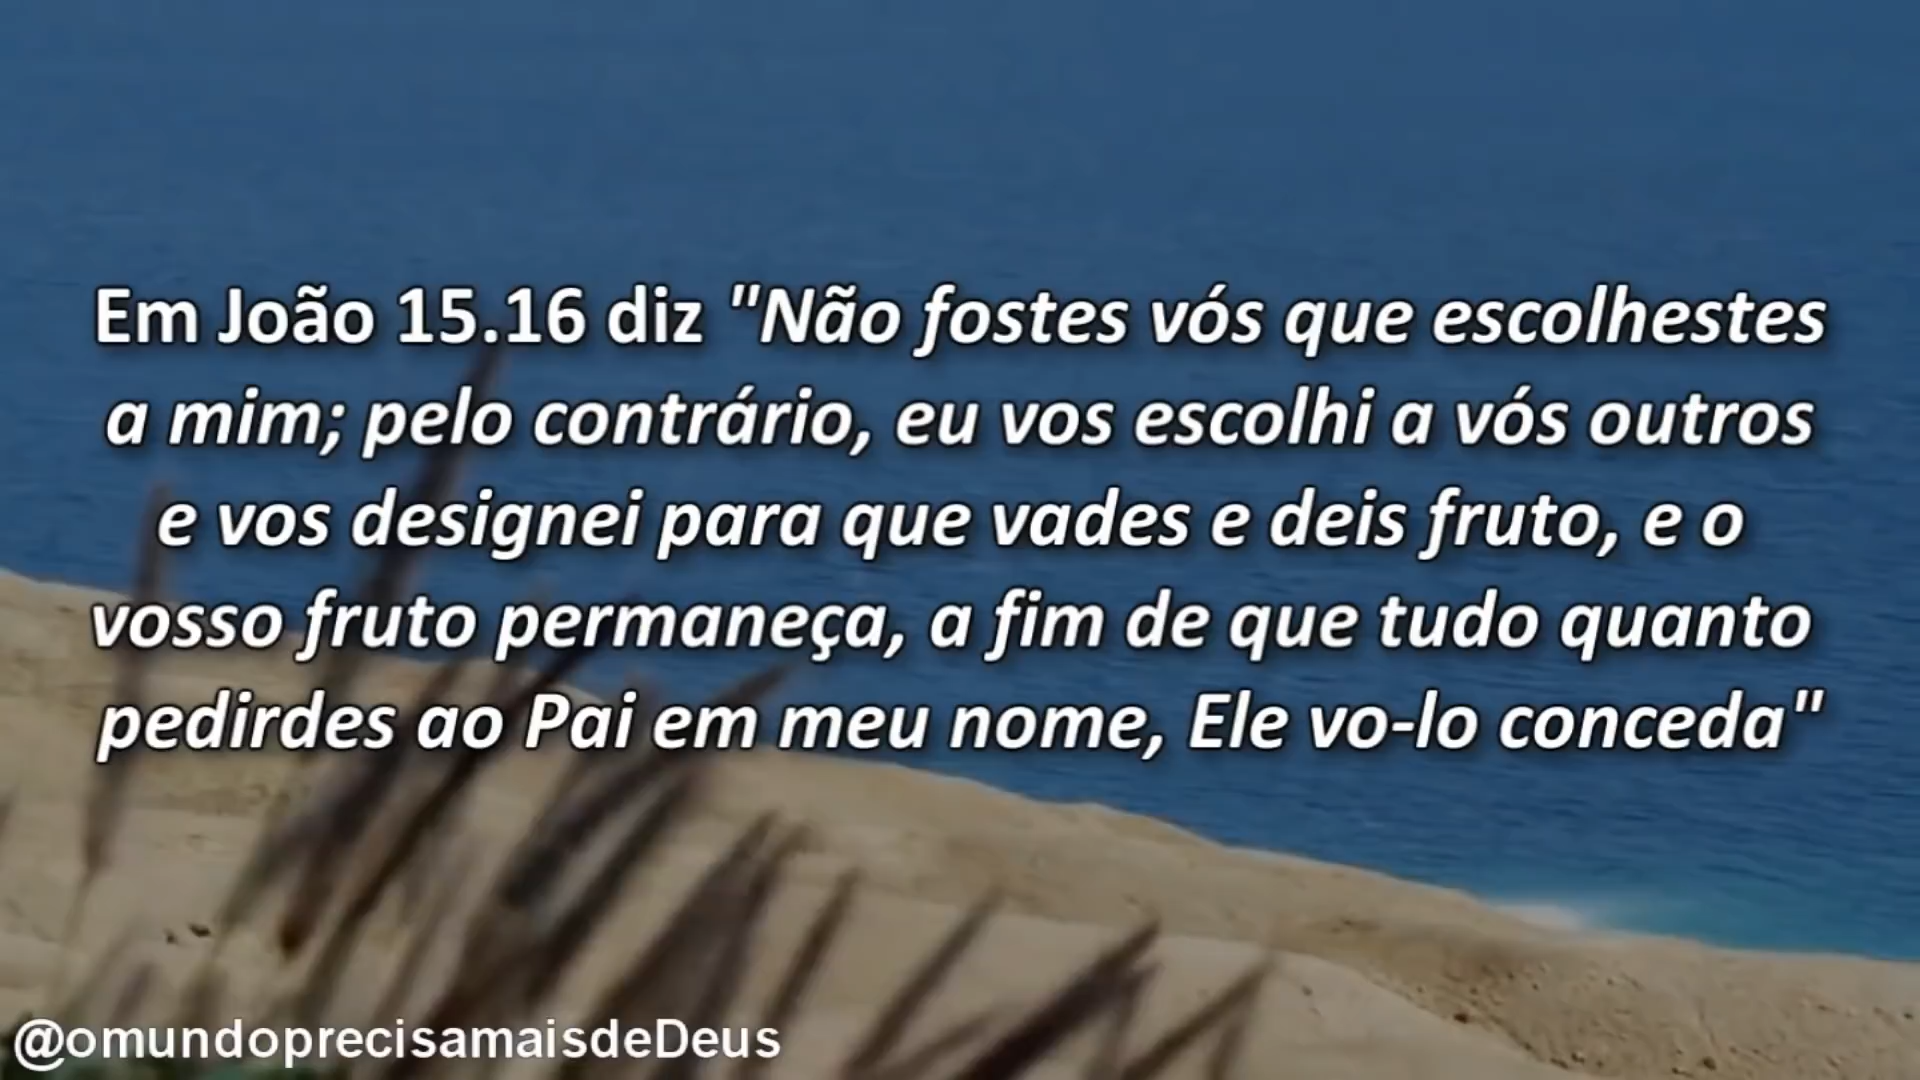 Em João 15.16 diz "Não fostes vós que escolhestes
a mim; pelo contrário, eu vos escolhi a vós outros
e vos designei para que vades e deis fruto, e o
vosso fruto permaneça, a fim de que tudo quanto
pedirdes ao Pai em meu nome, Ele vo-lo conceda"
@omundoprecisamaisdeDeus